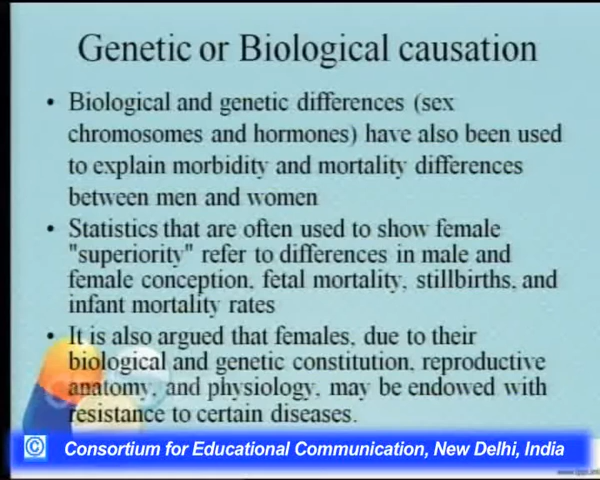 Genetic or Biological causation
• Biological and genetic differences (sex
chromosomes and hormones) have also been used
to explain morbidity and mortality differences
between men and women
• Statistics that are often used to show female
"superiority" refer to differences in male and
female conception, fetal mortality, stillbirths, and
infant mortality rates
• It is also argued that females, due to their
biological and genetic constitution, reproductive
anatomy, and physiology, may be endowed with
resistance to certain diseases.
© Consortium for Educational Communication, New Delhi, India